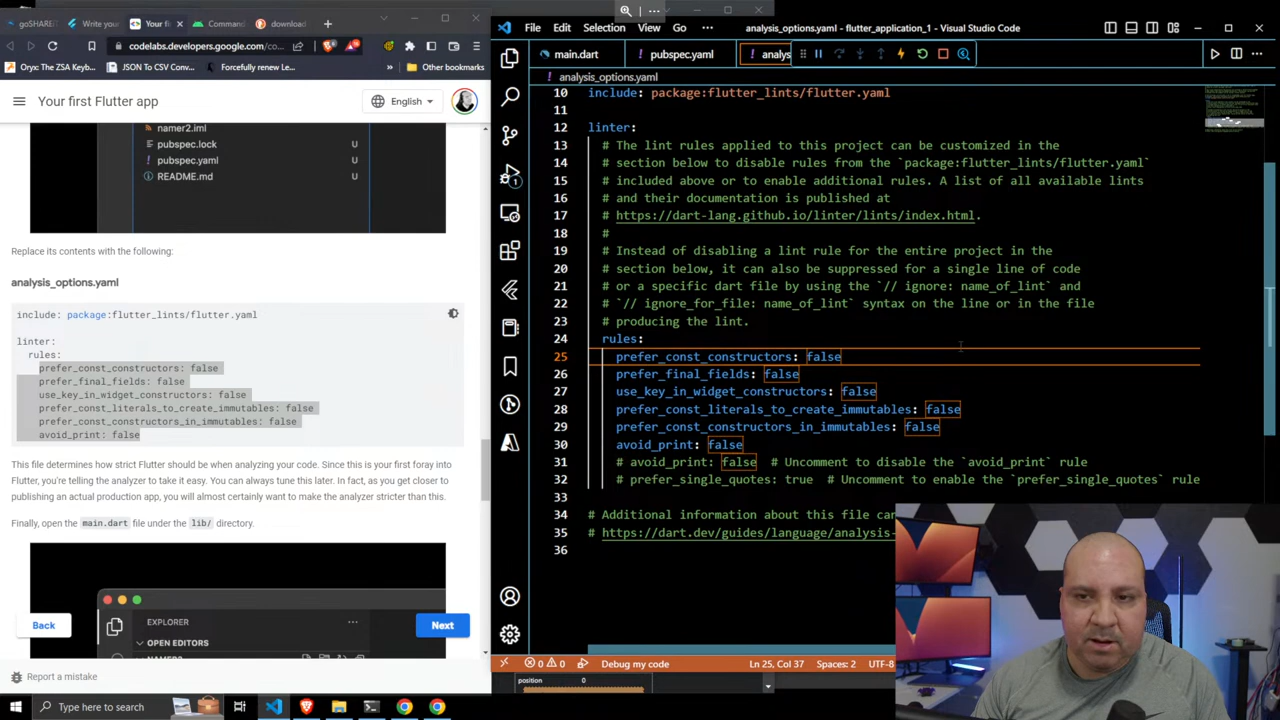 goSHARE
Write your
Your fi
Command
download
codelabs.developers.google.com/co...
Oryx: The ZSA Keybo
JSON To CSV Conv...
Forcefully renew Le...
Other bookmarks
Your first Flutter app
English
namer2.iml
pubspec.lock U
pubspec.yaml U
README.md U
Replace its contents with the following:
analysis_options.yaml
include: package:flutter_lints/flutter.yaml
linter:
rules:
prefer_const_constructors: false
prefer_final_fields: false
use_key_in_widget_constructors: false
prefer_const_literals_to_create_immutables: false
prefer_const_constructors_in_immutables: false
avoid_print: false
This file determines how strict Flutter should be when analyzing your code. Since this is your first foray into
Flutter, you're telling the analyzer to take it easy. You can always tune this later. In fact, as you get closer to
publishing an actual production app, you will almost certainly want to make the analyzer stricter than this.
Finally, open the main.dart file under the lib/ directory.
EXPLORER
OPEN EDITORS
Back
Next
Report a mistake
File Edit Selection View Go ... analysis_options.yaml - flutter_application_1 - Visual Studio Code
main.dart
pubspec.yaml
! analys
! analysis_options.yaml
10 include: package:flutter_lints/flutter.yaml
11
12 linter:
13 # The lint rules applied to this project can be customized in the
14 # section below to disable rules from the `package:flutter_lints/flutter.yaml`
15 # included above or to enable additional rules. A list of all available lints
16 # and their documentation is published at
17 # https://dart-lang.github.io/linter/lints/index.html.
18 #
19 # Instead of disabling a lint rule for the entire project in the
20 # section below, it can also be suppressed for a single line of code
21 # or a specific dart file by using the `// ignore: name_of_lint` and
22 # `// ignore_for_file: name_of_lint` syntax on the line or in the file
23 # producing the lint.
24 rules:
25 prefer_const_constructors: false
26 prefer_final_fields: false
27 use_key_in_widget_constructors: false
28 prefer_const_literals_to_create_immutables: false
29 prefer_const_constructors_in_immutables: false
30 avoid_print: false
31 # avoid_print: false # Uncomment to disable the `avoid_print` rule
32 # prefer_single_quotes: true # Uncomment to enable the `prefer_single_quotes` rule
33
34 # Additional information about this file can
35 # https://dart.dev/guides/language/analysis-
36
0 0 Debug my code Ln 25, Col 37 Spaces: 2 UTF-8
position 0
Type here to search